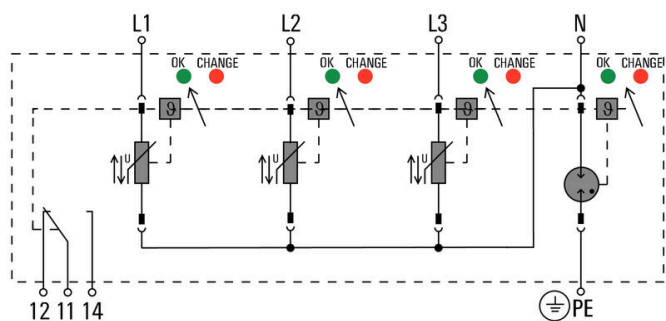 L1 L2 L3 N
OK CHANGE OK CHANGE OK CHANGE OK CHANGE
ϑ ϑ ϑ ϑ
U U U
12 11 14 PE